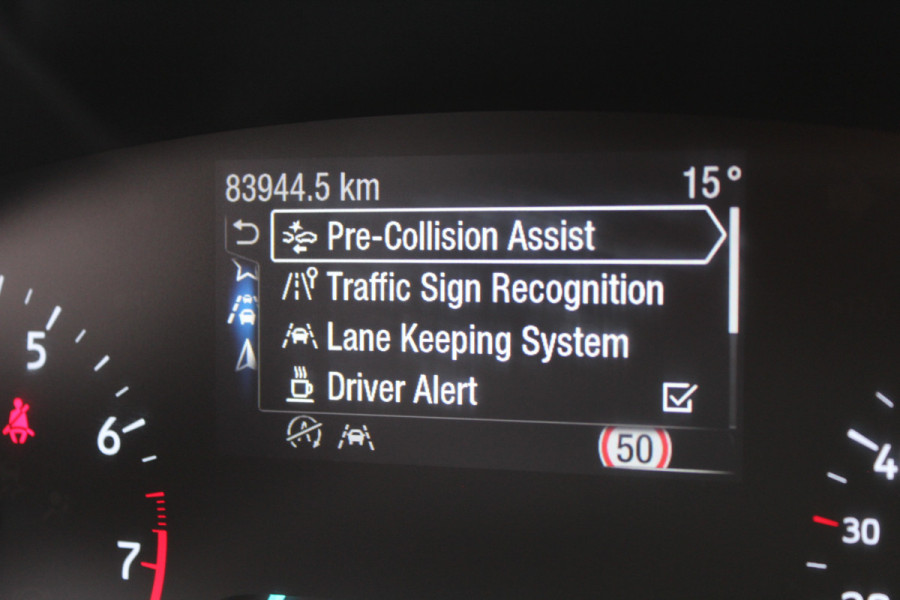 83944.5 km
15°
Pre-Collision Assist
Traffic Sign Recognition
Lane Keeping System
Driver Alert
50
5
6
7
4
30